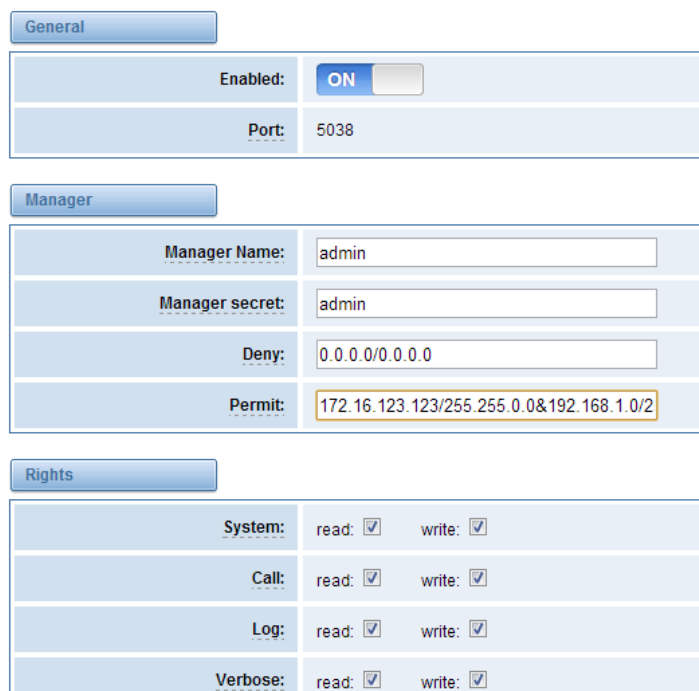 General
Enabled: ON
Port: 5038
Manager
Manager Name: admin
Manager secret: admin
Deny: 0.0.0.0/0.0.0.0
Permit: 172.16.123.123/255.255.0.0&192.168.1.0/2
Rights
System: read: write:
Call: read: write:
Log: read: write:
Verbose: read: write: